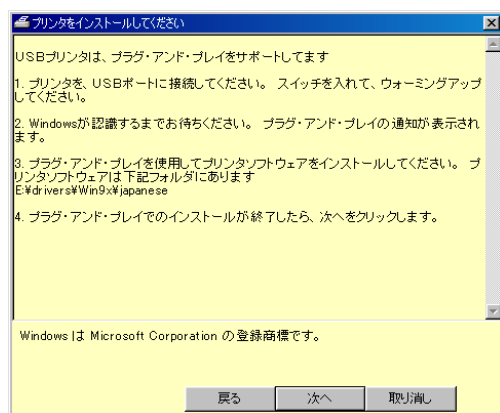 プリンタをインストールしてください
USBプリンタは、プラグ・アンド・プレイをサポートしてます
1. プリンタを、USBポートに接続してください。 スイッチを入れて、ウォーミングアップ
してください。
2. Windowsが認識するまでお待ちください。 プラグ・アンド・プレイの通知が表示され
ます。
3. プラグ・アンド・プレイを使用してプリンタソフトウェアをインストールしてください。 プ
リンタソフトウェアは下記フォルダにあります
E:¥drivers¥Win9x¥japanese
4. プラグ・アンド・プレイでのインストールが終了したら、次へをクリックします。
Windows は Microsoft Corporation の登録商標です。
戻る 次へ 取り消し